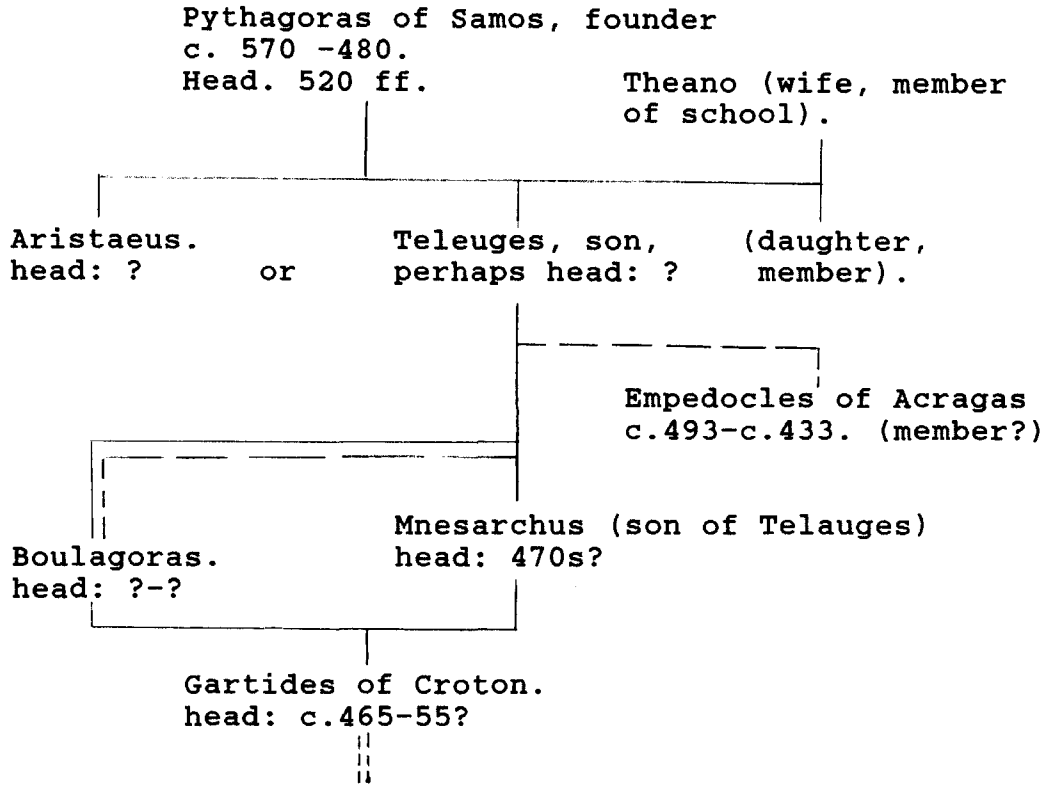 Pythagoras of Samos, founder
c. 570 -480.
Head. 520 ff.
Theano (wife, member
of school).
Aristaeus.
head: ?
or
Teleuges, son,
perhaps head: ?
(daughter,
member).
Empedocles of Acragas
c.493-c.433. (member?)
Boulagoras.
head: ?-?
Mnesarchus (son of Telauges)
head: 470s?
Gartides of Croton.
head: c.465-55?